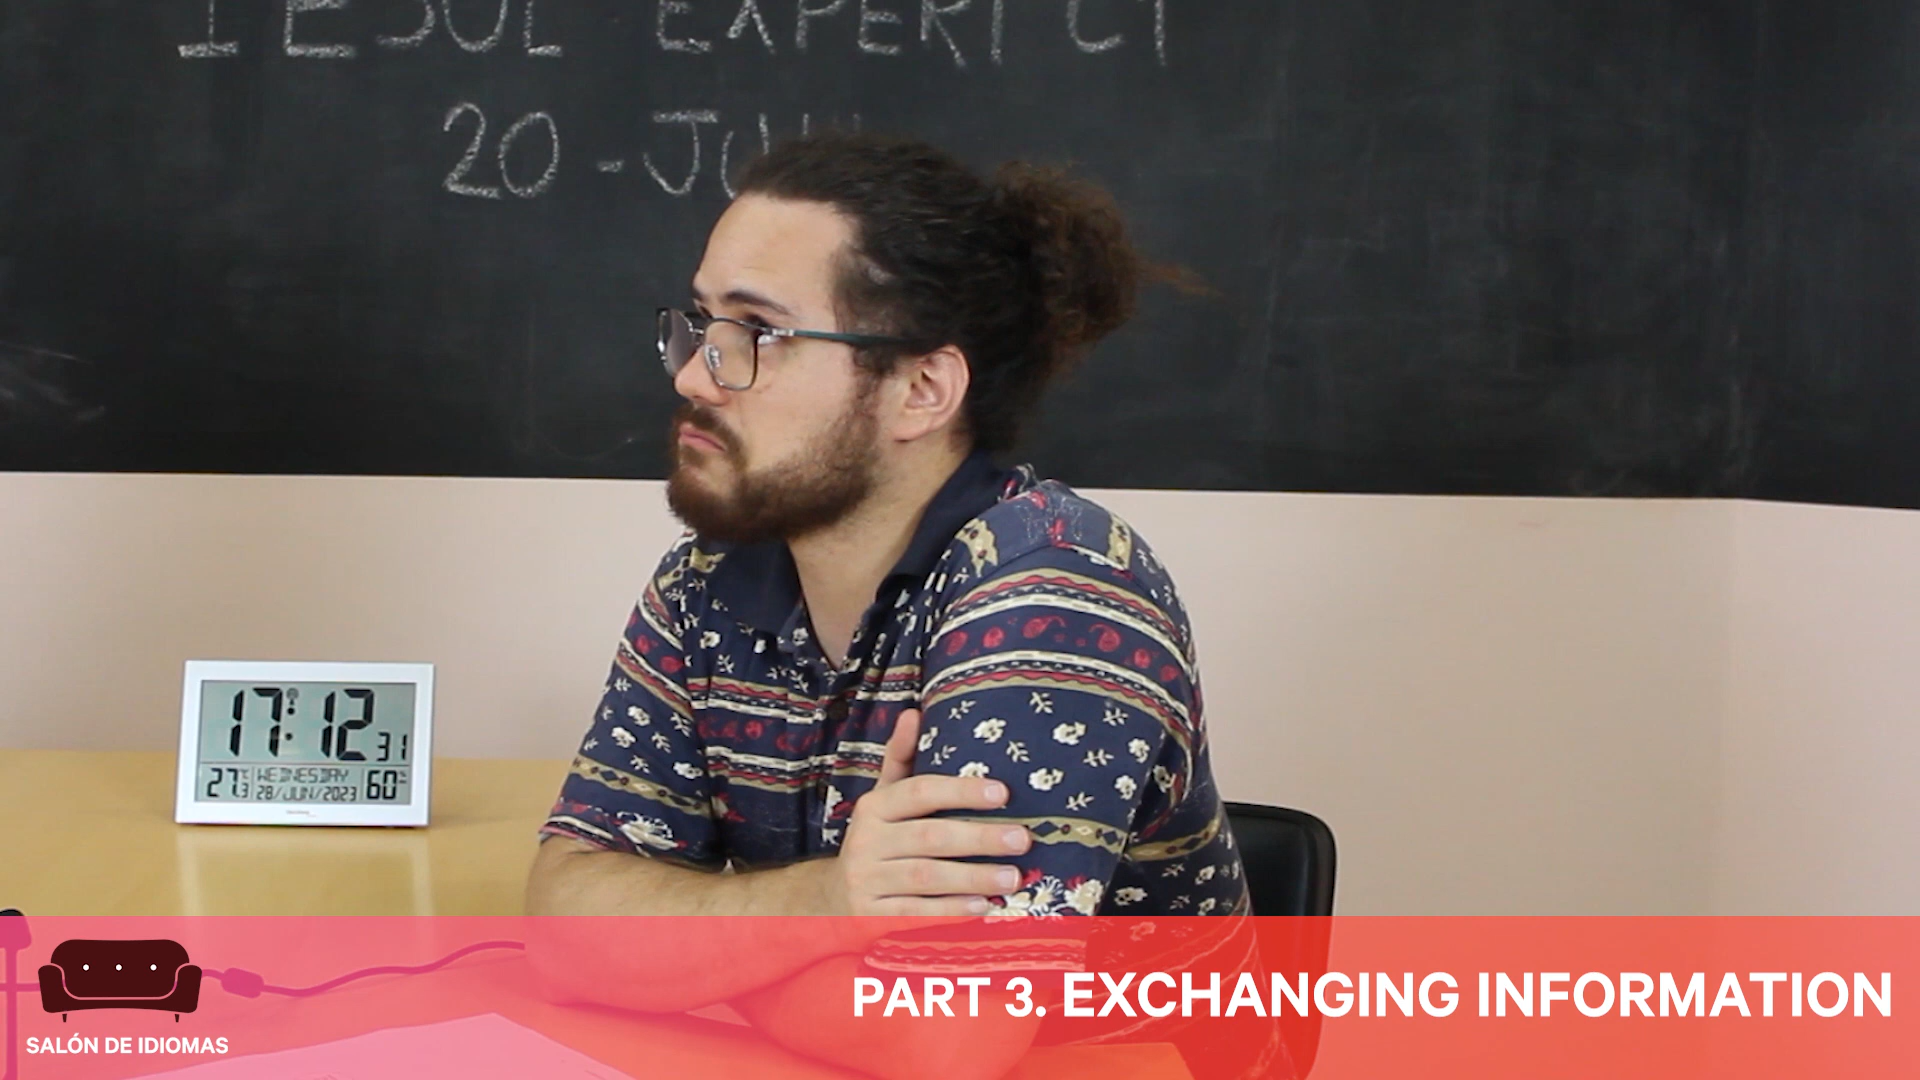 EXPERT C1
20-JU
17:12 31
27.3°C WEDNESDAY 28/JUN/2023 60%
PART 3. EXCHANGING INFORMATION
SALÓN DE IDIOMAS